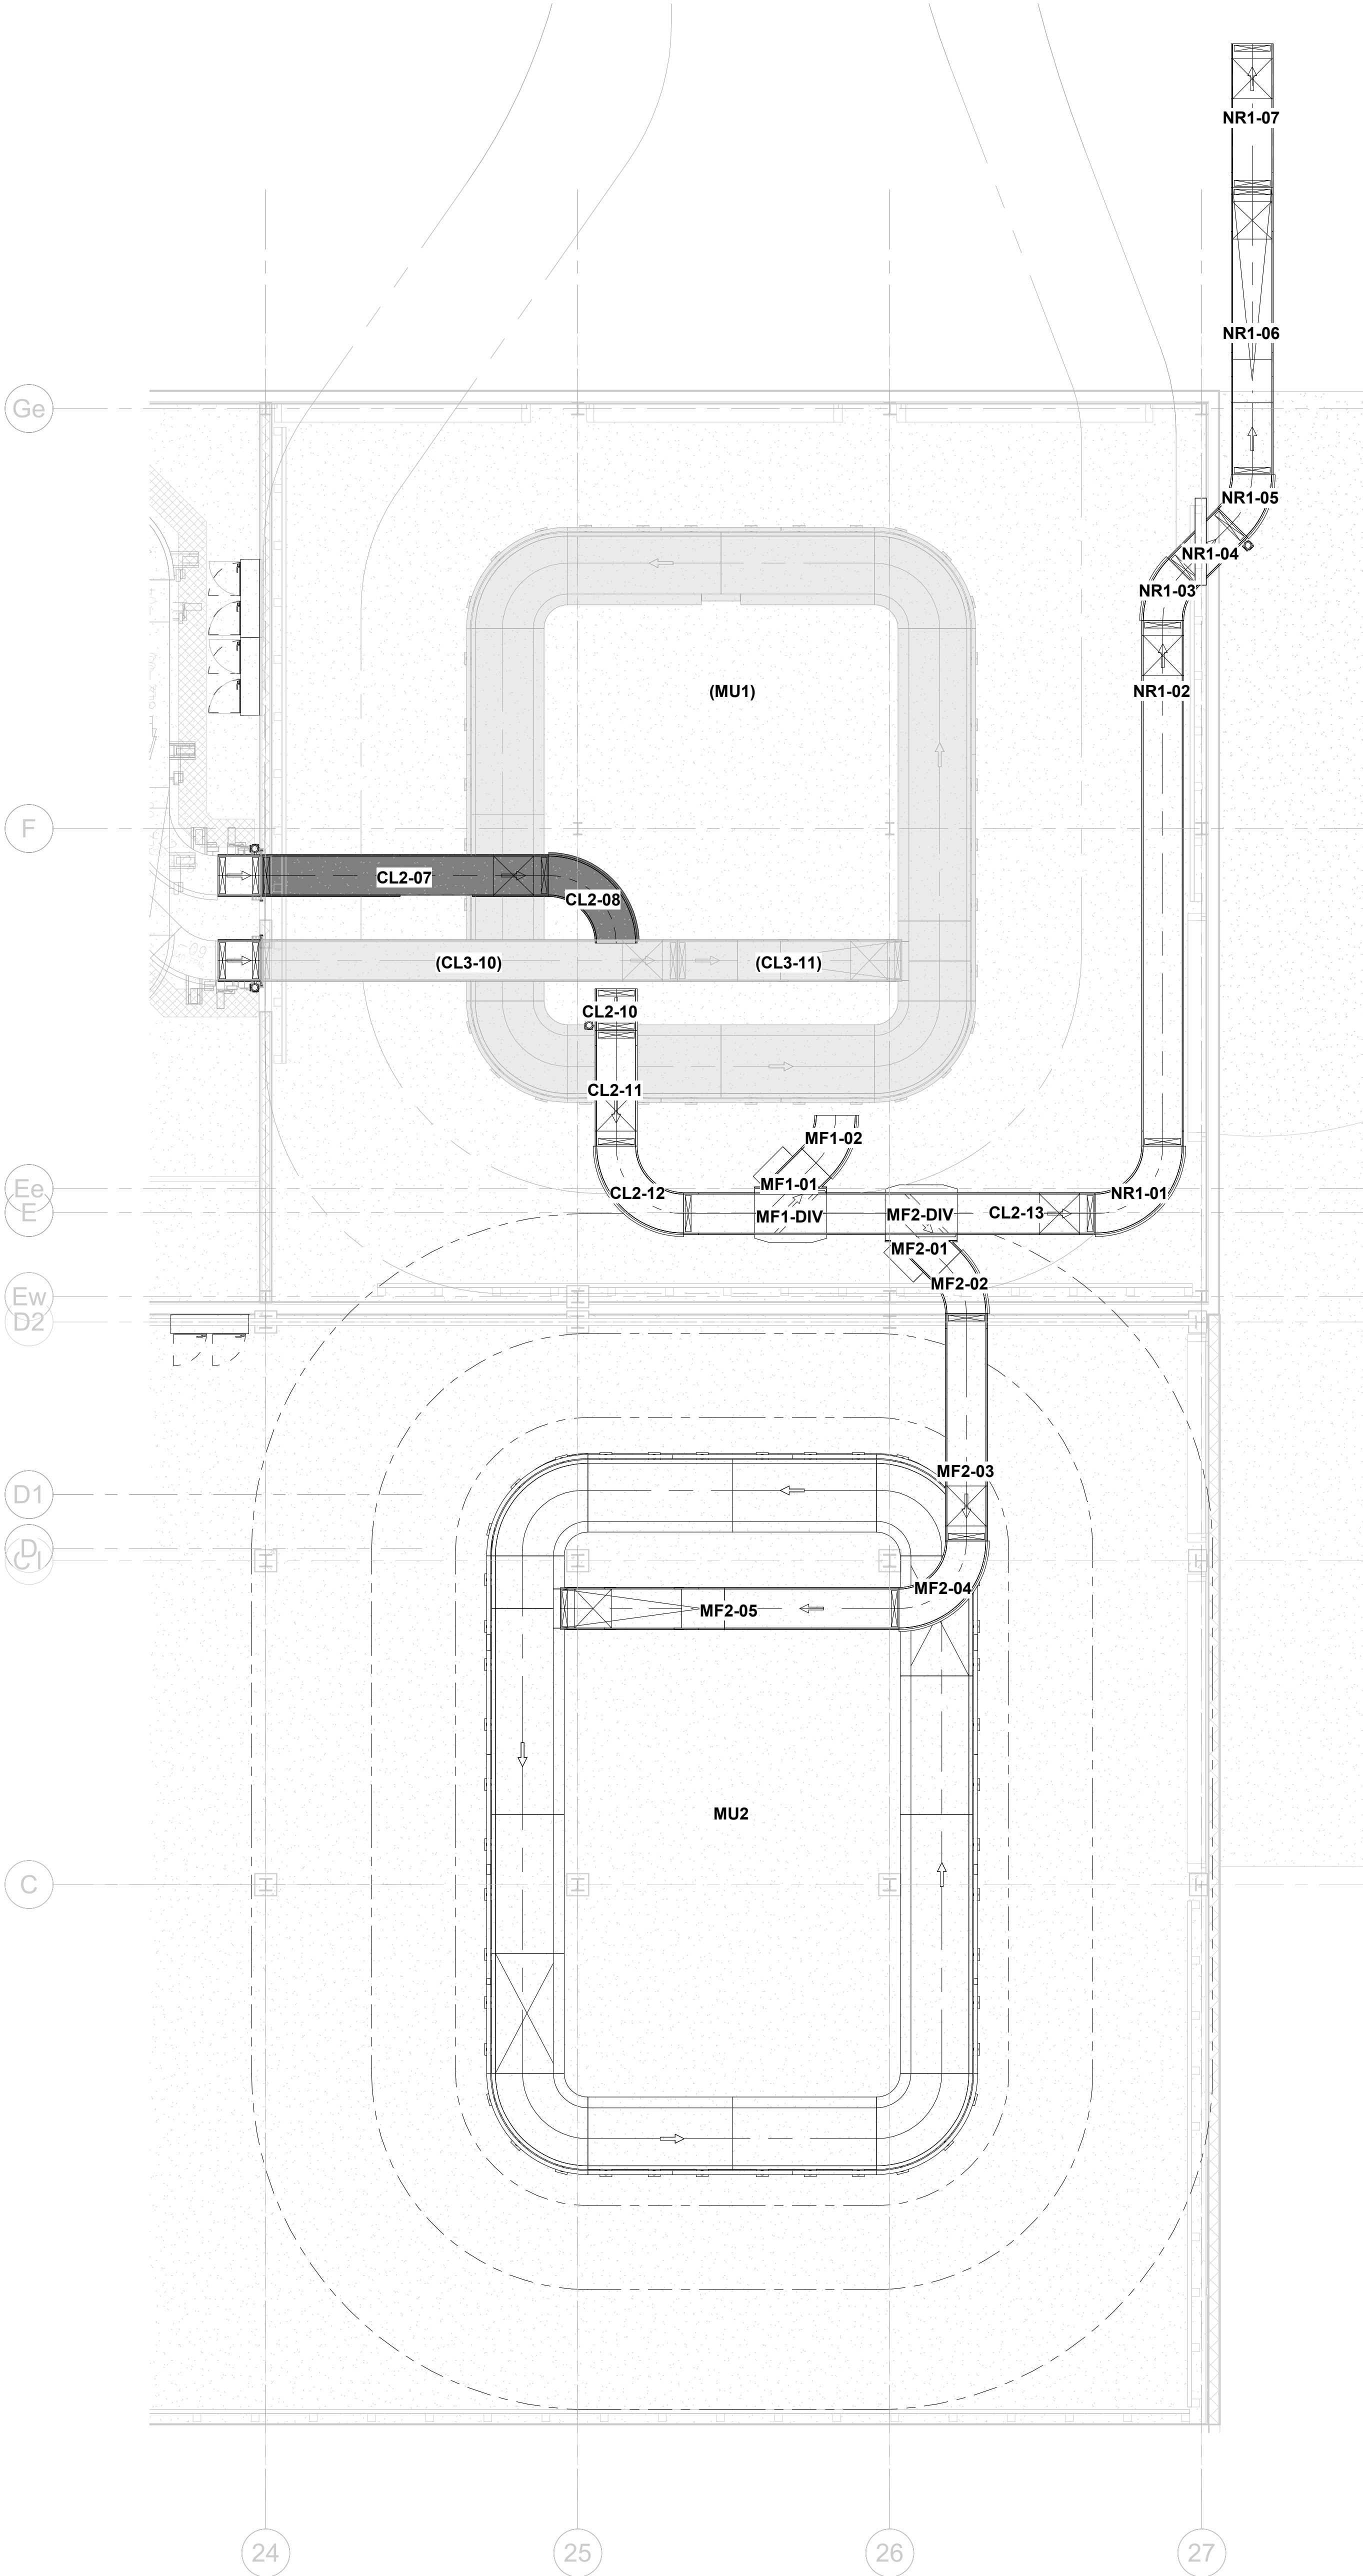 NR1-07
NR1-06
Ge
NR1-05
NR1-04
NR1-03
(MU1)
NR1-02
F
CL2-07
CL2-08
(CL3-10)
(CL3-11)
CL2-10
CL2-11
MF1-02
MF1-01
Ee
CL2-12
NR1-01
E
MF1-DIV
MF2-DIV
CL2-13
MF2-01
MF2-02
Ew
D2
MF2-03
D1
D
C1
MF2-04
MF2-05
MU2
C
24
25
26
27